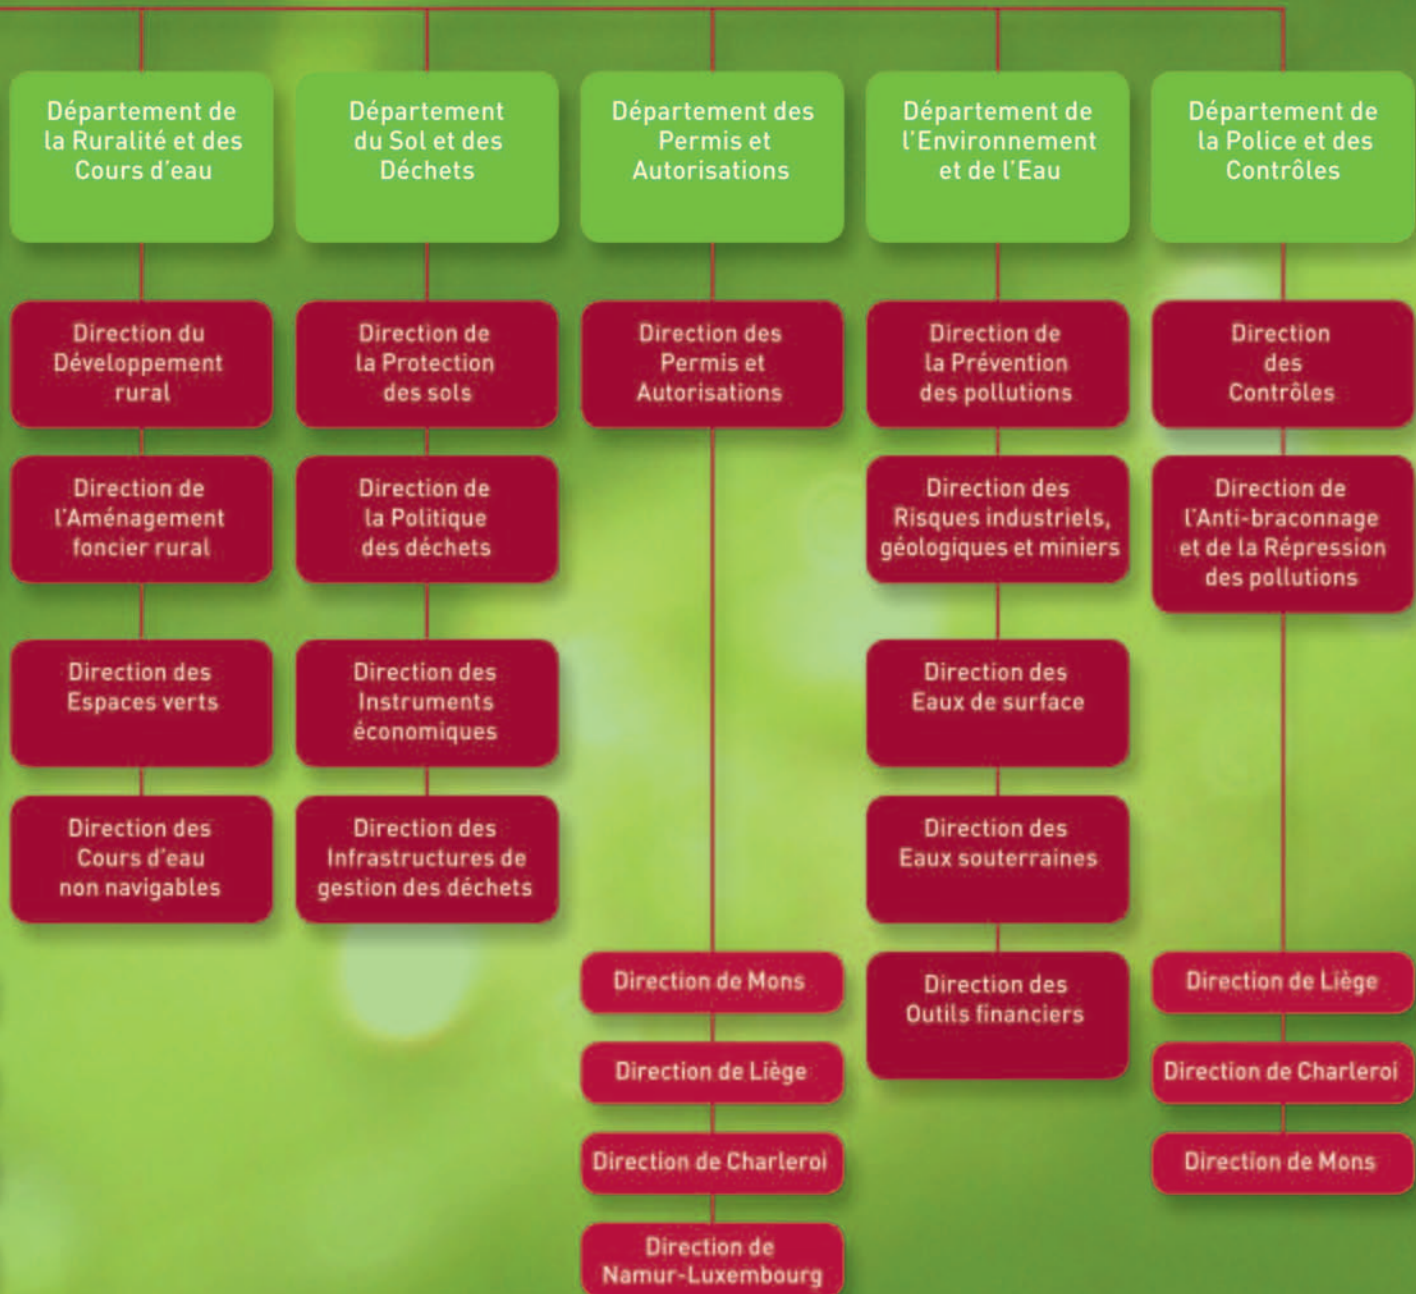 Département de
la Ruralité et des
Cours d'eau
Direction du
Développement
rural
Direction de
l'Aménagement
foncier rural
Direction des
Espaces verts
Direction des
Cours d'eau
non navigables
Département
du Sol et des
Déchets
Direction de
la Protection
des sols
Direction de
la Politique
des déchets
Direction des
Instruments
économiques
Direction des
Infrastructures de
gestion des déchets
Département des
Permis et
Autorisations
Direction des
Permis et
Autorisations
Direction de Mons
Direction de Liège
Direction de Charleroi
Direction de
Namur-Luxembourg
Département de
l'Environnement
et de l'Eau
Direction de
la Prévention
des pollutions
Direction des
Risques industriels,
géologiques et miniers
Direction des
Eaux de surface
Direction des
Eaux souterraines
Direction des
Outils financiers
Département de
la Police et des
Contrôles
Direction
des
Contrôles
Direction de
l'Anti-braconnage
et de la Répression
des pollutions
Direction de Liège
Direction de Charleroi
Direction de Mons